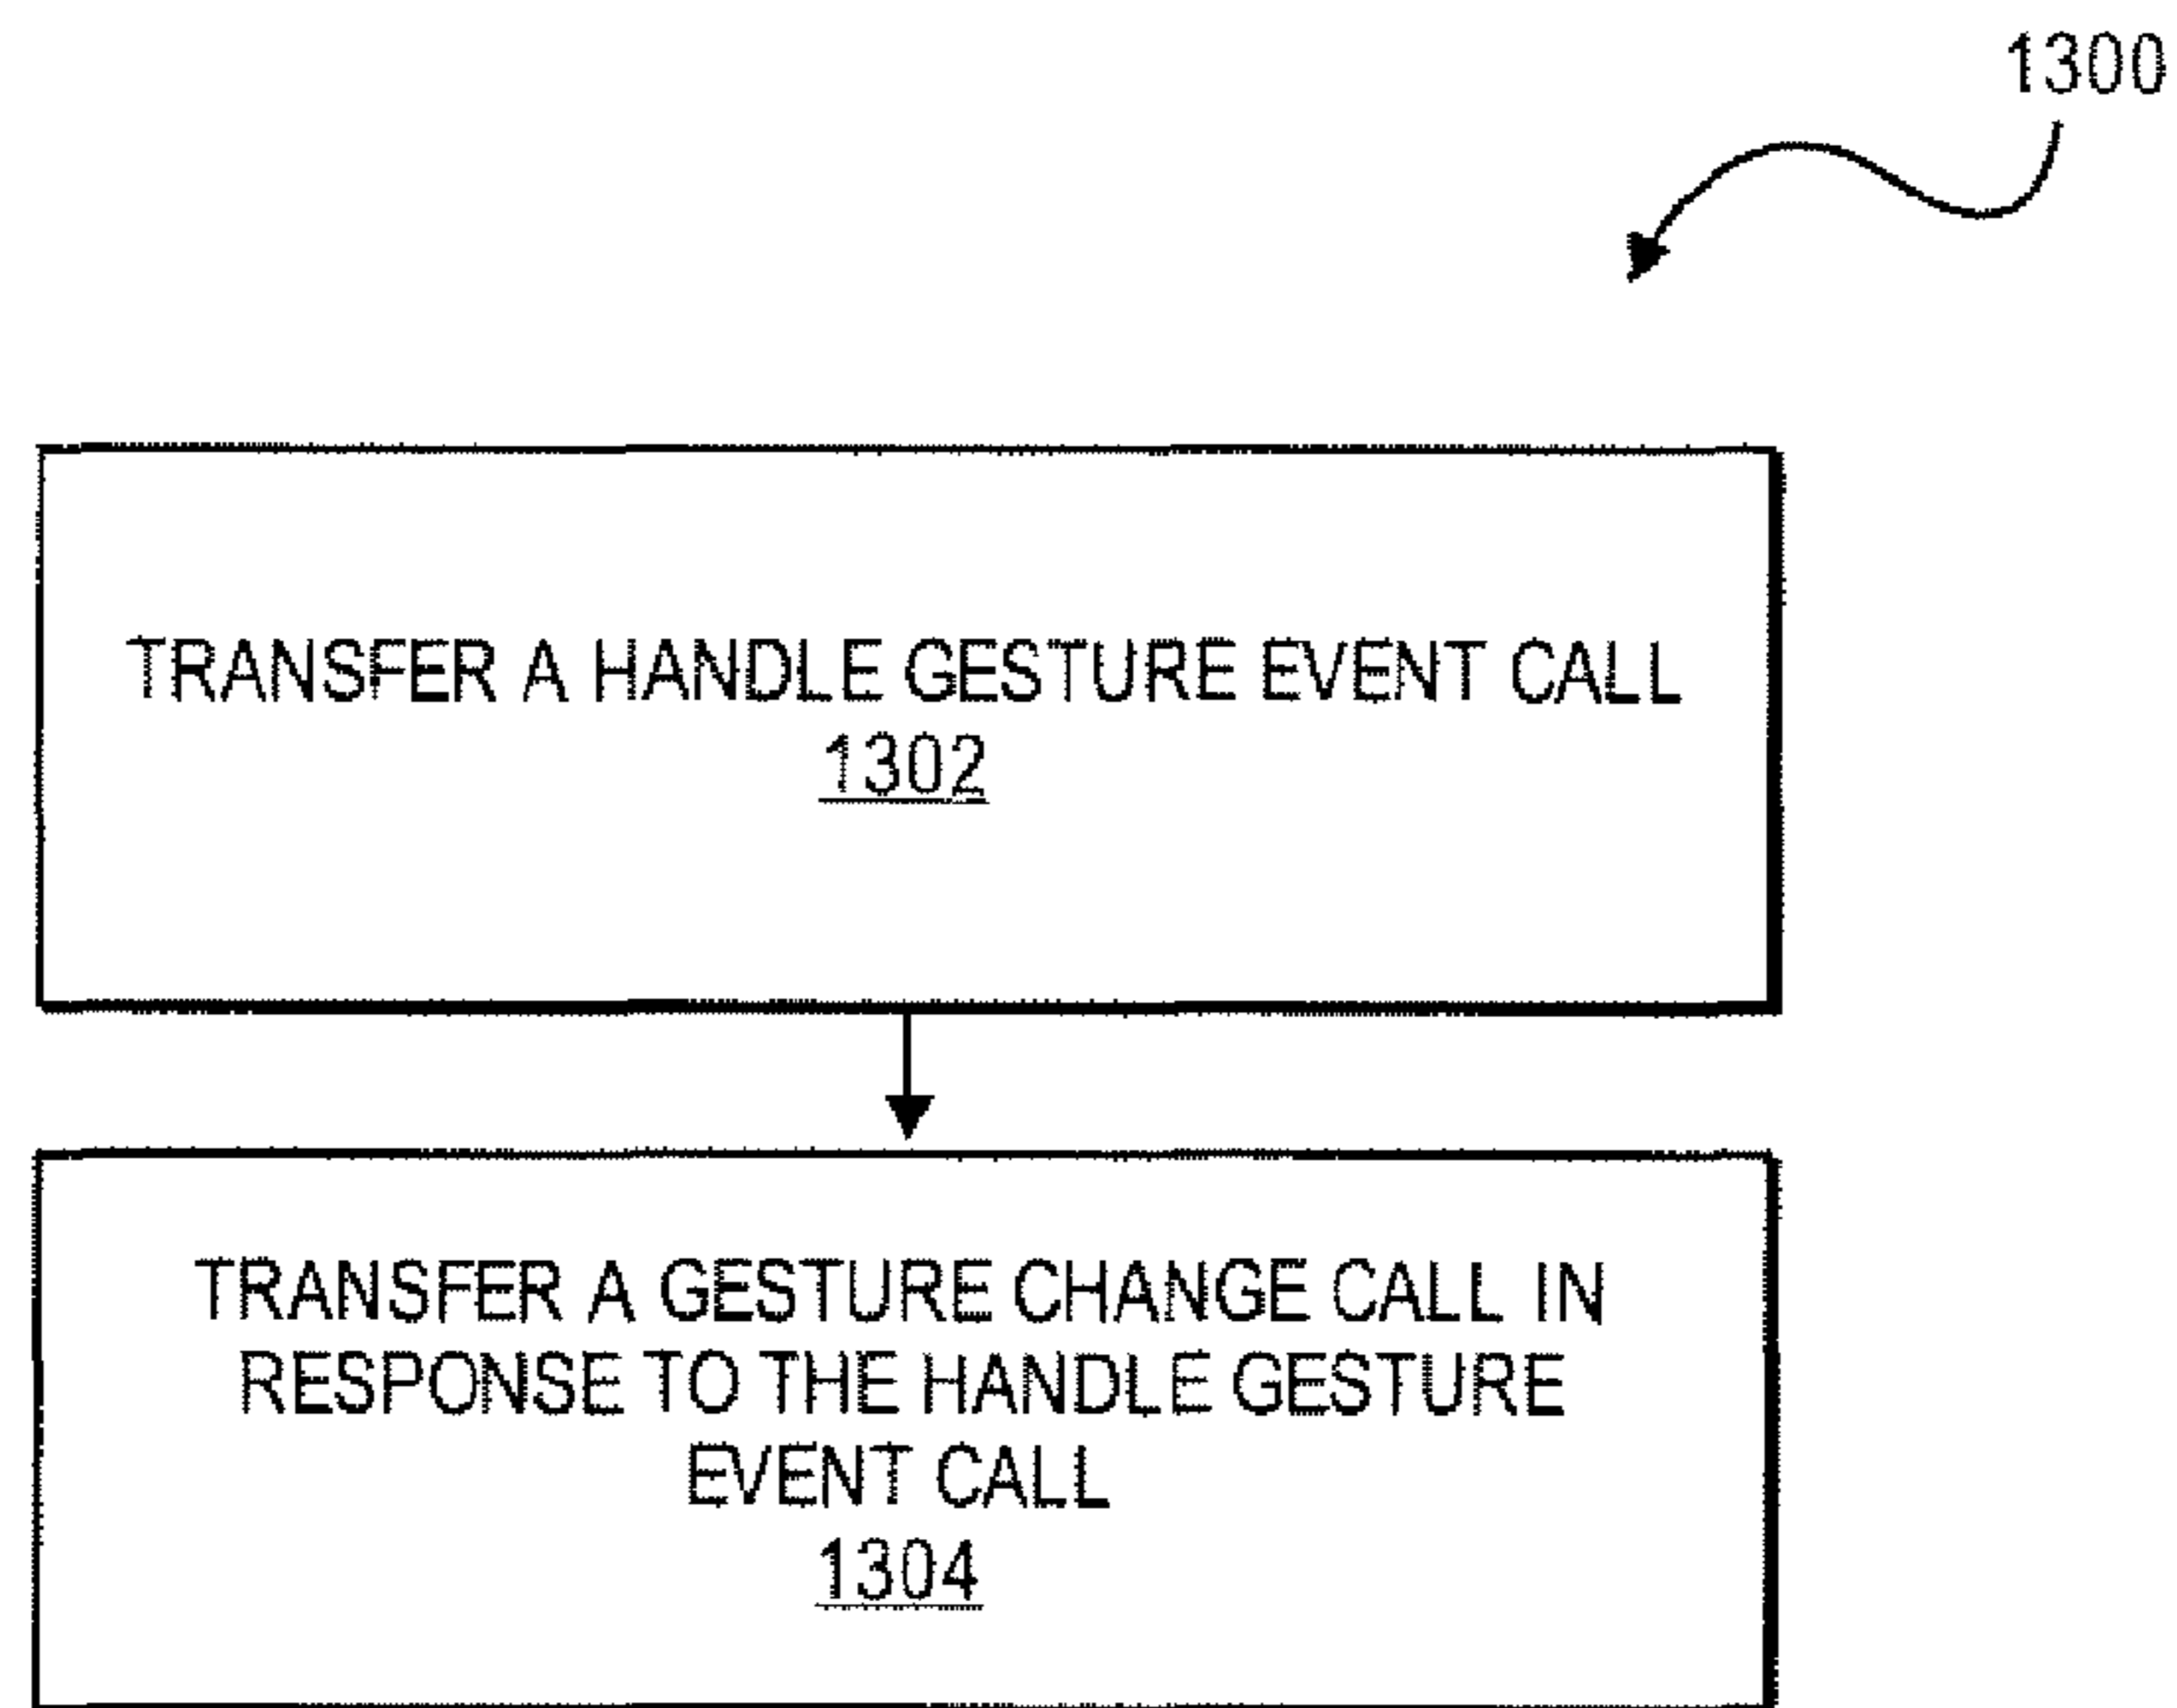 1300
TRANSFER A HANDLE GESTURE EVENT CALL
1302
TRANSFER A GESTURE CHANGE CALL IN
RESPONSE TO THE HANDLE GESTURE
EVENT CALL
1304